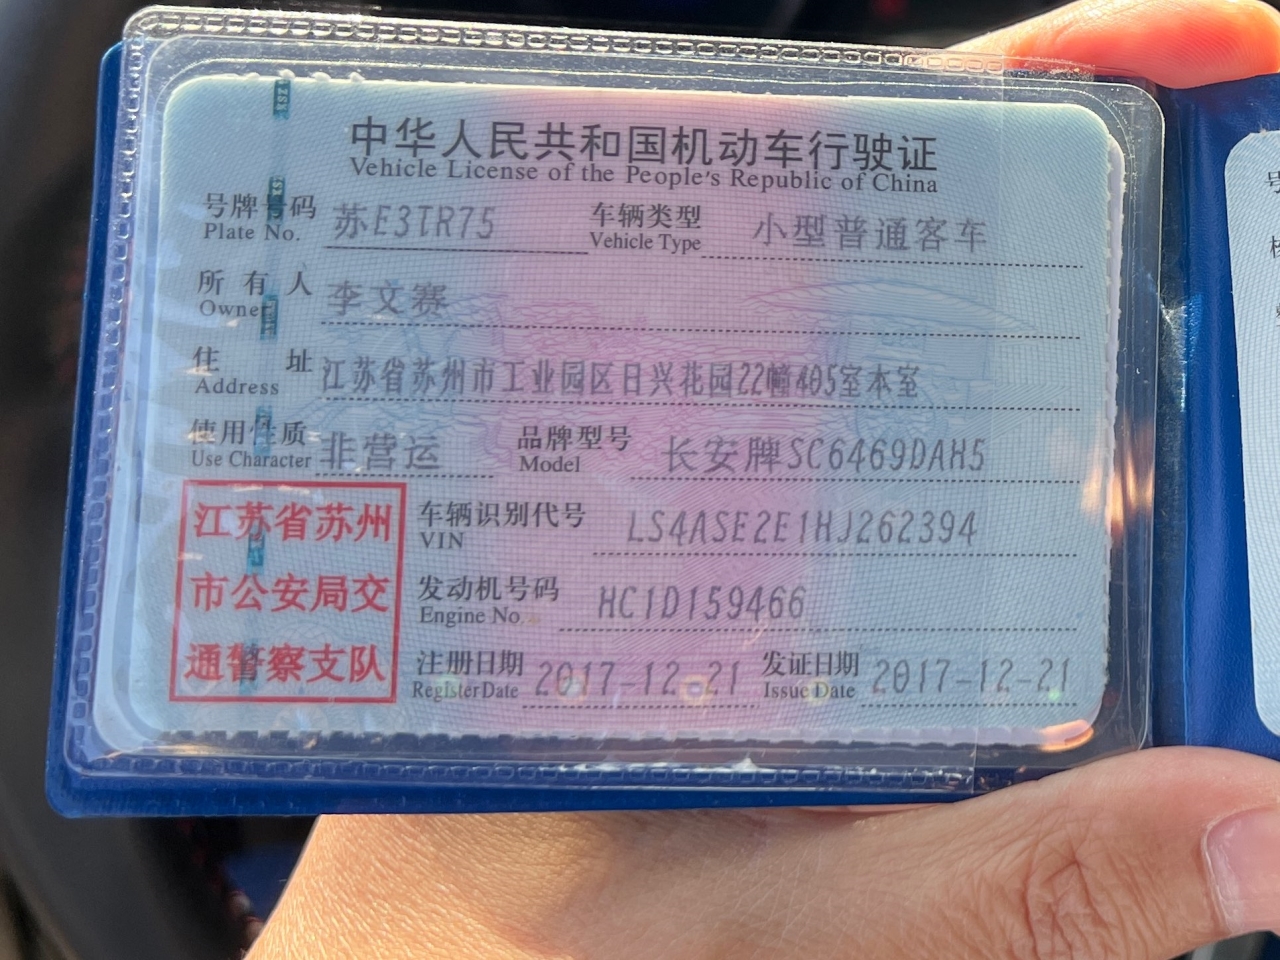 中华人民共和国机动车行驶证
Vehicle License of the People's Republic of China
号牌号码 苏E3TR75 车辆类型 小型普通客车
Plate No. Vehicle Type
所有人 李文赛
Owner
住址 江苏省苏州市工业园区日兴花园22幢405室本室
Address
使用性质 非营运 品牌型号 长安牌SC6469DAH5
Use Character Model
江苏省苏州
市公安局交
通警察支队
车辆识别代号 LS4ASE2E1HJ262394
VIN
发动机号码 HC1D159466
Engine No.
注册日期 2017-12-21 发证日期 2017-12-21
Register Date Issue Date
号